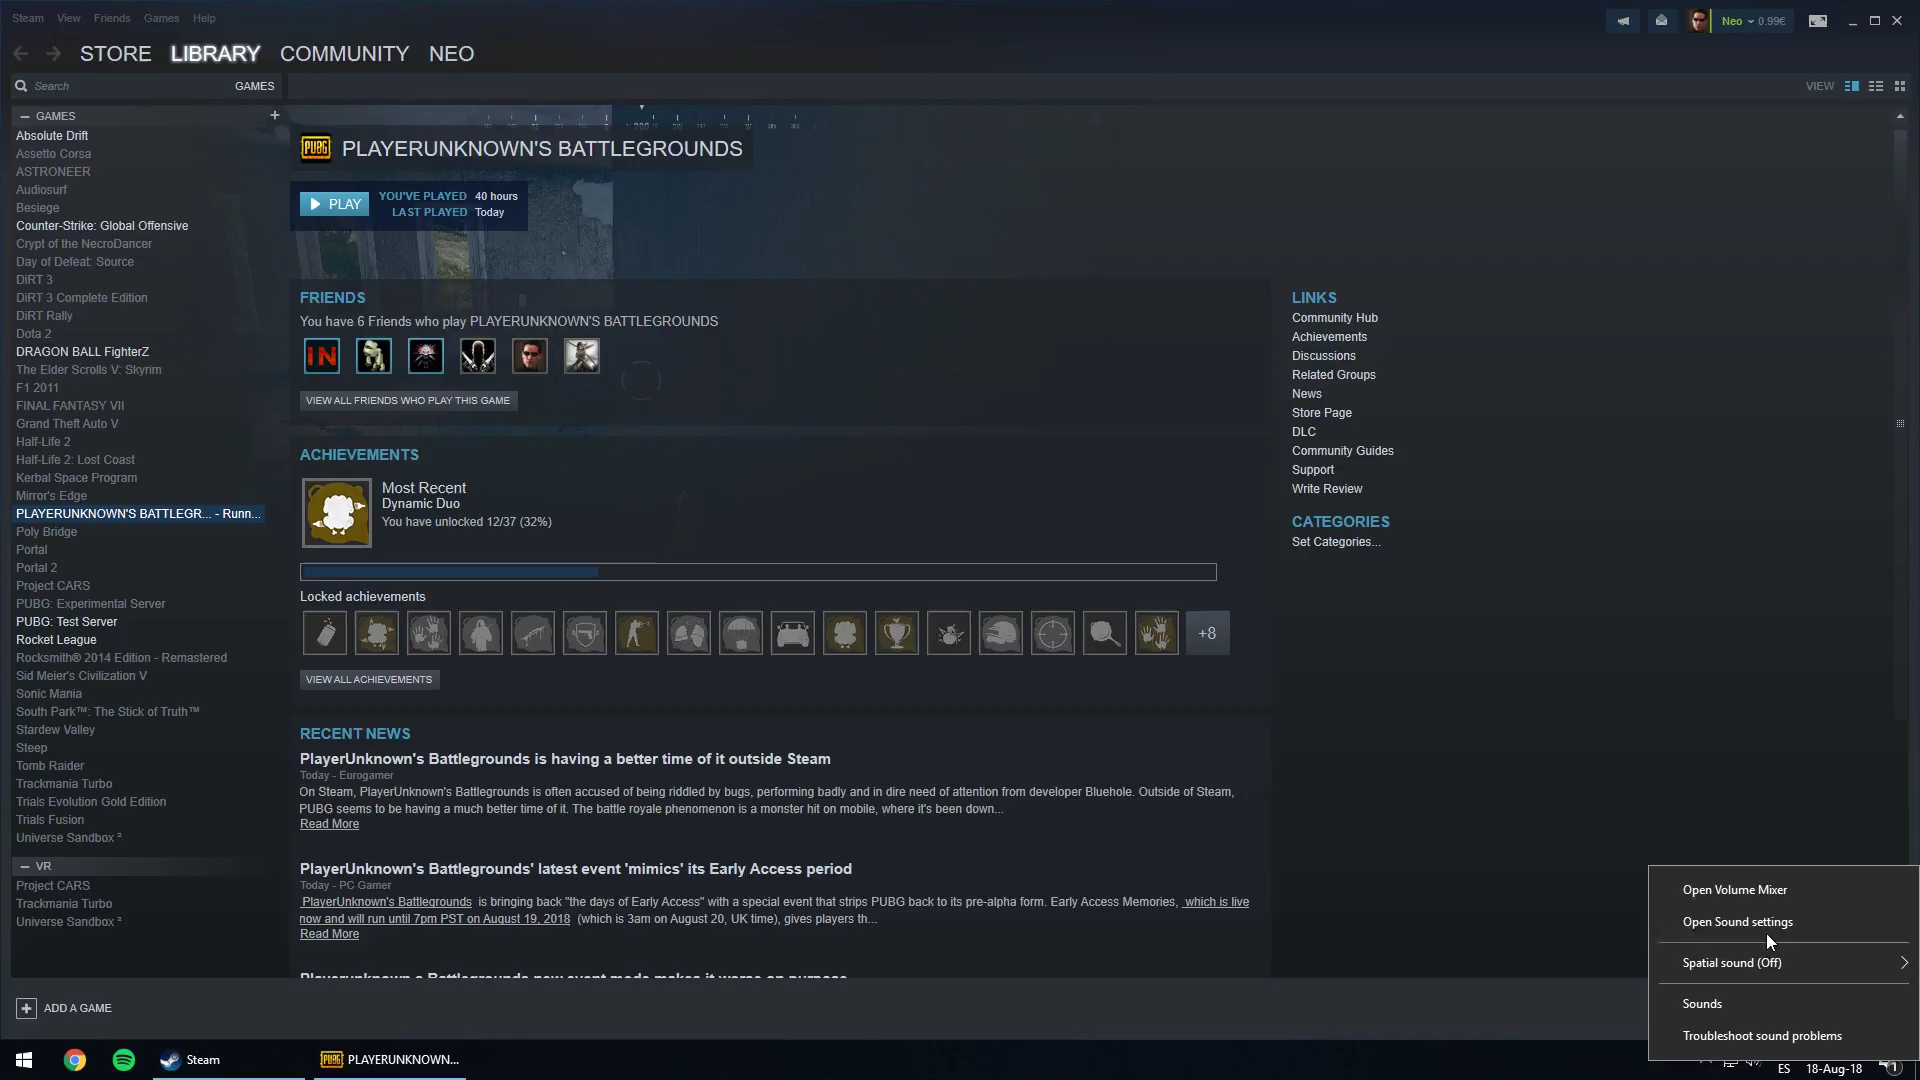 Steam View Friends Games Help
Neo 0.99€
STORE LIBRARY COMMUNITY NEO
Search GAMES
VIEW
GAMES
Absolute Drift
Assetto Corsa
ASTRONEER
Audiosurf
Besiege
Counter-Strike: Global Offensive
Crypt of the NecroDancer
Day of Defeat: Source
DiRT 3
DiRT 3 Complete Edition
DiRT Rally
Dota 2
DRAGON BALL FighterZ
The Elder Scrolls V: Skyrim
F1 2011
FINAL FANTASY VII
Grand Theft Auto V
Half-Life 2
Half-Life 2: Lost Coast
Kerbal Space Program
Mirror's Edge
PLAYERUNKNOWN'S BATTLEGR... - Runn...
Poly Bridge
Portal
Portal 2
Project CARS
PUBG: Experimental Server
PUBG: Test Server
Rocket League
Rocksmith® 2014 Edition - Remastered
Sid Meier's Civilization V
Sonic Mania
South Park™: The Stick of Truth™
Stardew Valley
Steep
Tomb Raider
Trackmania Turbo
Trials Evolution Gold Edition
Trials Fusion
Universe Sandbox ²
VR
Project CARS
Trackmania Turbo
Universe Sandbox ²
ADD A GAME
PUBG PLAYERUNKNOWN'S BATTLEGROUNDS
PLAY
YOU'VE PLAYED 40 hours
LAST PLAYED Today
FRIENDS
You have 6 Friends who play PLAYERUNKNOWN'S BATTLEGROUNDS
IN
VIEW ALL FRIENDS WHO PLAY THIS GAME
ACHIEVEMENTS
Most Recent
Dynamic Duo
You have unlocked 12/37 (32%)
Locked achievements
+8
VIEW ALL ACHIEVEMENTS
RECENT NEWS
PlayerUnknown's Battlegrounds is having a better time of it outside Steam
Today - Eurogamer
On Steam, PlayerUnknown's Battlegrounds is often accused of being riddled by bugs, performing badly and in dire need of attention from developer Bluehole. Outside of Steam,
PUBG seems to be having a much better time of it. The battle royale phenomenon is a monster hit on mobile, where it's been down...
Read More
PlayerUnknown's Battlegrounds' latest event 'mimics' its Early Access period
Today - PC Gamer
PlayerUnknown's Battlegrounds is bringing back "the days of Early Access" with a special event that strips PUBG back to its pre-alpha form. Early Access Memories, which is live
now and will run until 7pm PST on August 19, 2018 (which is 3am on August 20, UK time), gives players th...
Read More
Playerunknown's Battlegrounds new event mode makes it worse on purpose
LINKS
Community Hub
Achievements
Discussions
Related Groups
News
Store Page
DLC
Community Guides
Support
Write Review
CATEGORIES
Set Categories...
Open Volume Mixer
Open Sound settings
Spatial sound (Off)
Sounds
Troubleshoot sound problems
Steam
PUBG PLAYERUNKNOWN...
ES 18-Aug-18 1